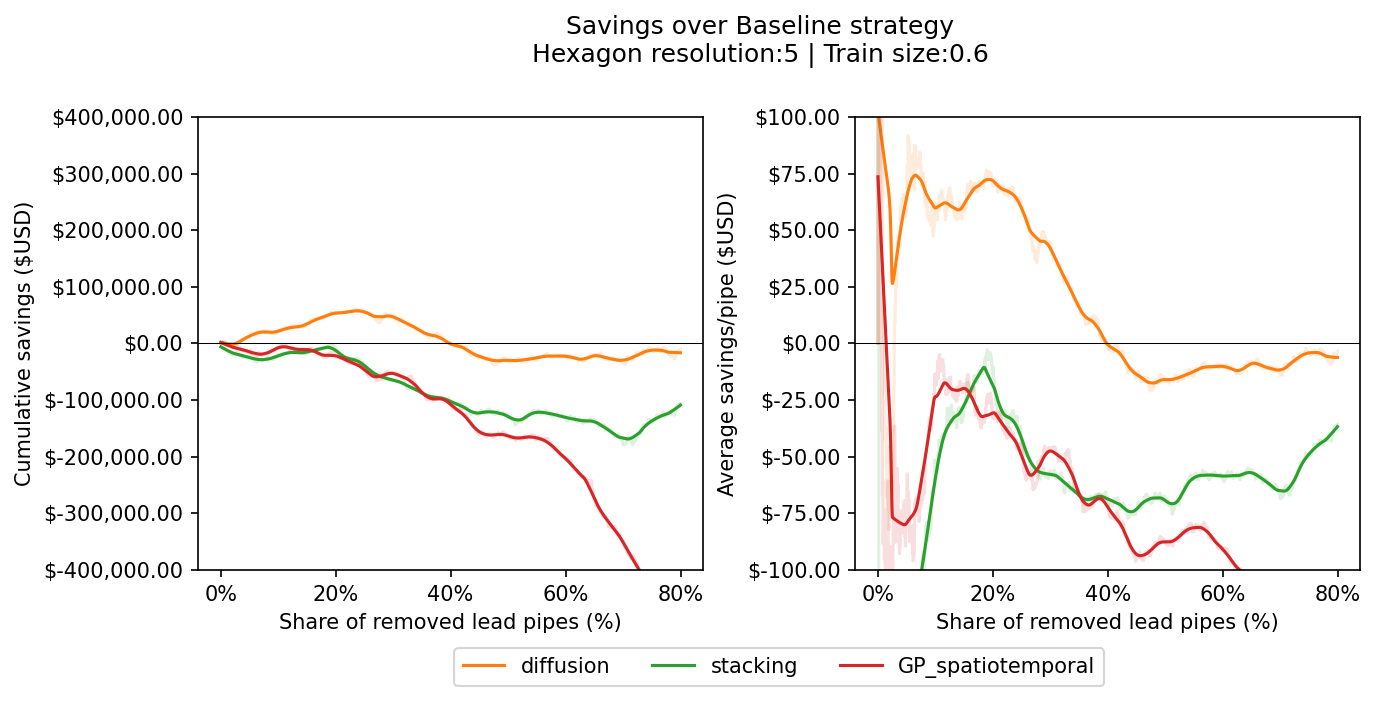 Savings over Baseline strategy
Hexagon resolution:5 | Train size:0.6
Cumulative savings ($USD)
$400,000.00
$300,000.00
$200,000.00
$100,000.00
$0.00
$-100,000.00
$-200,000.00
$-300,000.00
$-400,000.00
0% 20% 40% 60% 80%
Share of removed lead pipes (%)
Average savings/pipe ($USD)
$100.00
$75.00
$50.00
$25.00
$0.00
$-25.00
$-50.00
$-75.00
$-100.00
0% 20% 40% 60% 80%
Share of removed lead pipes (%)
diffusion stacking GP_spatiotemporal